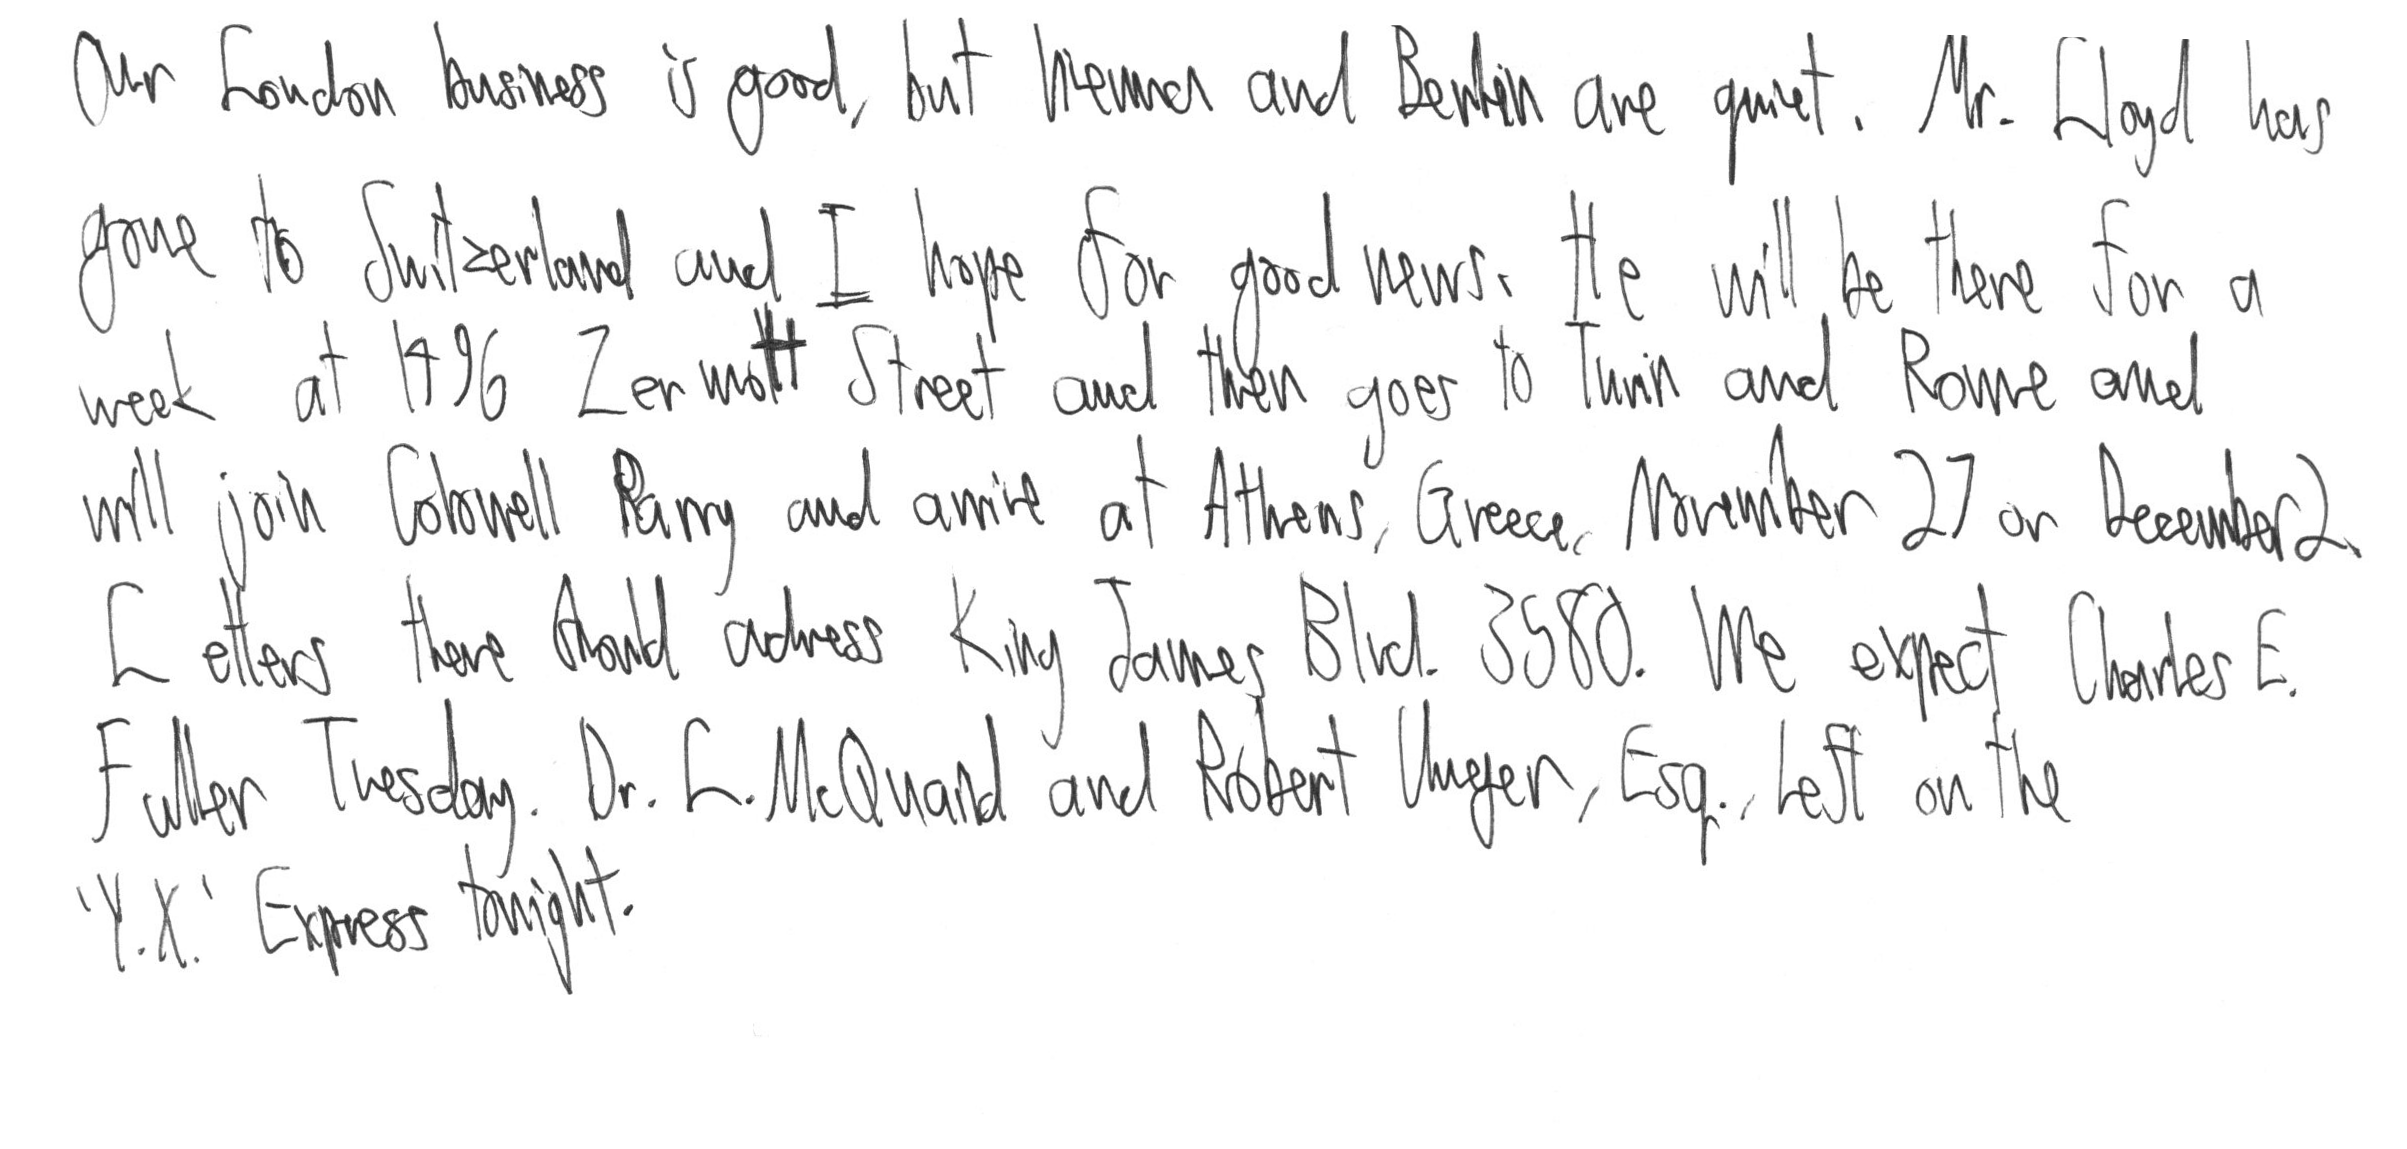 Our London business is good, but Vienna and Berlin are quiet. Mr. Lloyd has
gone to Switzerland and I hope for good news. He will be there for a
week at 1496 Zermott Street and then goes to Turin and Rome and
will join Colonell Parry and arrive at Athens, Greece, November 27 or December 2.
Letters there should adress King James Blvd. 3580. We expect Charles E.
Fuller Tuesday. Dr. L. McQuard and Robert Unger, Esq., left on the
'Y.X.' Express tonight.